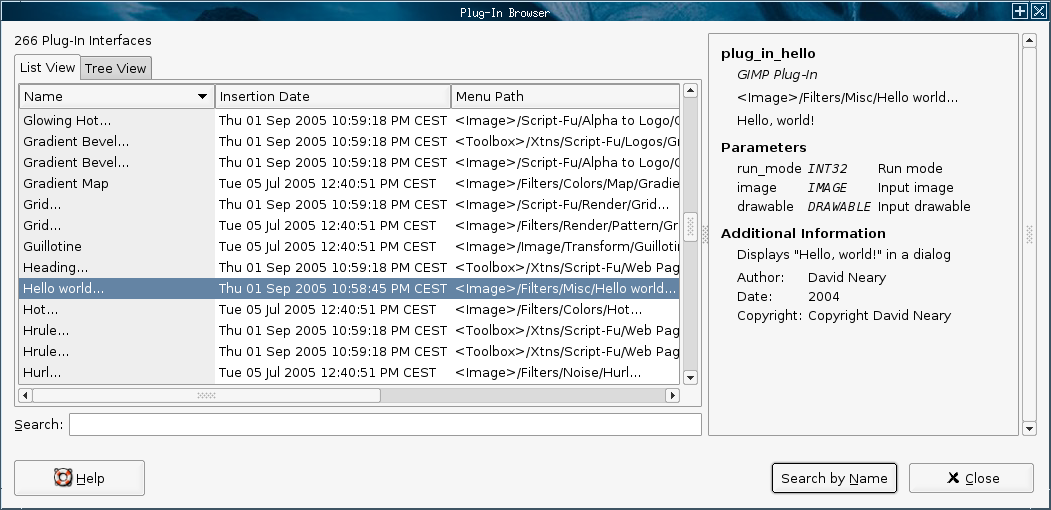 Plug-In Browser
266 Plug-In Interfaces
List View Tree View
Name Insertion Date Menu Path
Glowing Hot... Thu 01 Sep 2005 10:59:18 PM CEST <Image>/Script-Fu/Alpha to Logo/G
Gradient Bevel... Thu 01 Sep 2005 10:59:18 PM CEST <Toolbox>/Xtns/Script-Fu/Logos/Gr
Gradient Bevel... Thu 01 Sep 2005 10:59:18 PM CEST <Image>/Script-Fu/Alpha to Logo/G
Gradient Map Tue 05 Jul 2005 12:40:51 PM CEST <Image>/Filters/Colors/Map/Gradie
Grid... Thu 01 Sep 2005 10:59:18 PM CEST <Image>/Script-Fu/Render/Grid...
Grid... Tue 05 Jul 2005 12:40:51 PM CEST <Image>/Filters/Render/Pattern/Gr
Guillotine Tue 05 Jul 2005 12:40:51 PM CEST <Image>/Image/Transform/Guilloti
Heading... Thu 01 Sep 2005 10:59:18 PM CEST <Toolbox>/Xtns/Script-Fu/Web Pag
Hello world... Thu 01 Sep 2005 10:58:45 PM CEST <Image>/Filters/Misc/Hello world...
Hot... Tue 05 Jul 2005 12:40:51 PM CEST <Image>/Filters/Colors/Hot...
Hrule... Thu 01 Sep 2005 10:59:18 PM CEST <Toolbox>/Xtns/Script-Fu/Web Pag
Hrule... Thu 01 Sep 2005 10:59:18 PM CEST <Toolbox>/Xtns/Script-Fu/Web Pag
Hurl... Tue 05 Jul 2005 12:40:51 PM CEST <Image>/Filters/Noise/Hurl...
Search:
plug_in_hello
GIMP Plug-In
<Image>/Filters/Misc/Hello world...
Hello, world!
Parameters
run_mode INT32 Run mode
image IMAGE Input image
drawable DRAWABLE Input drawable
Additional Information
Displays "Hello, world!" in a dialog
Author: David Neary
Date: 2004
Copyright: Copyright David Neary
Help Search by Name Close